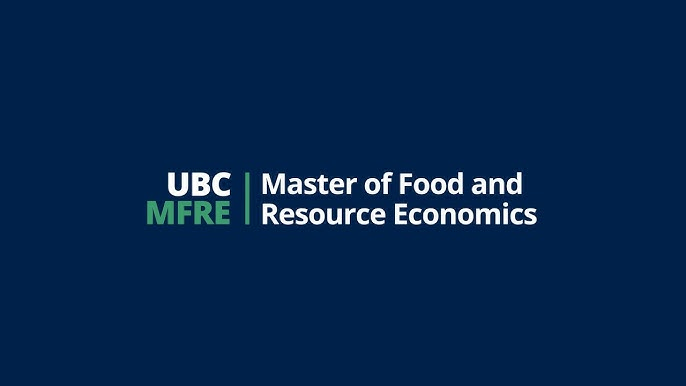 UBC
MFRE
Master of Food and
Resource Economics